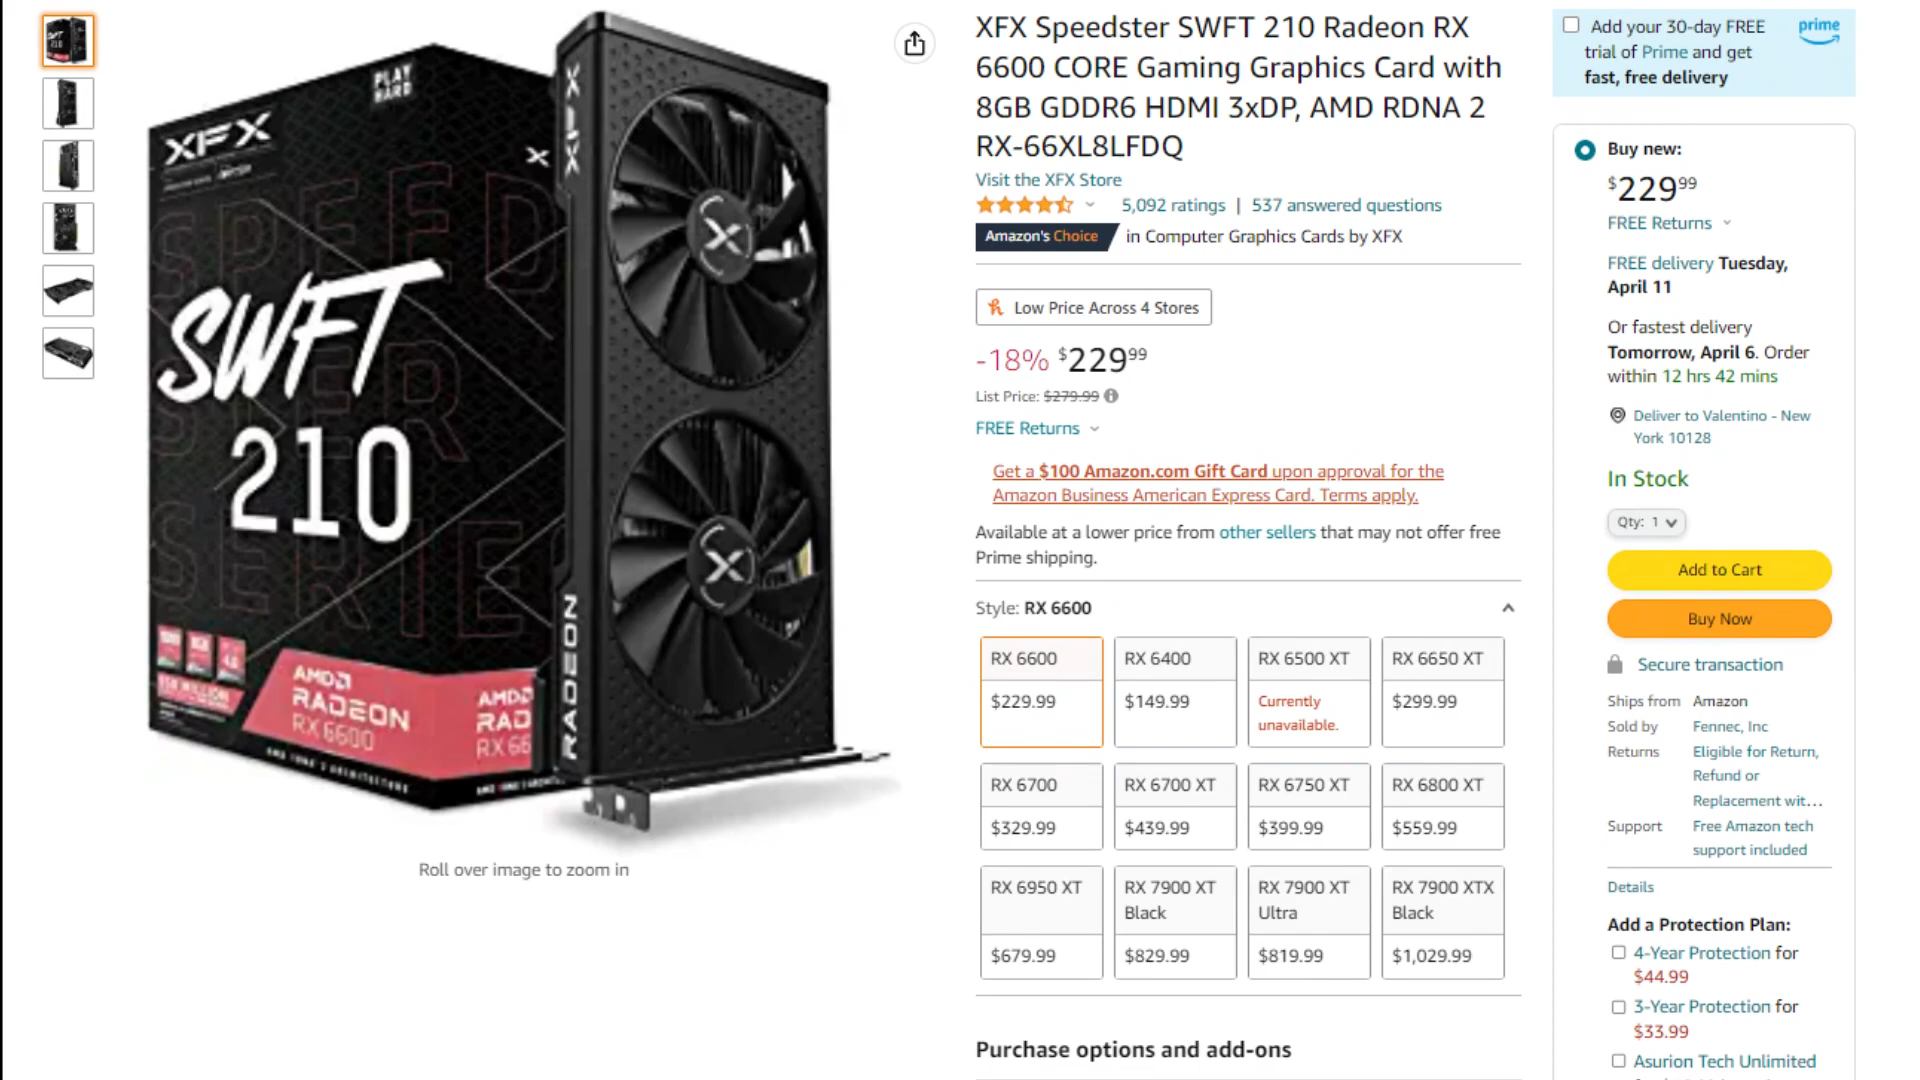 PLAY
HARD
XFX
SPEED
STER
SERIES
SWFT
210
AMD
RADEON
RX 6600
AMD
RAD
RX 66
XFX
RADEON
Roll over image to zoom in
XFX Speedster SWFT 210 Radeon RX
6600 CORE Gaming Graphics Card with
8GB GDDR6 HDMI 3xDP, AMD RDNA 2
RX-66XL8LFDQ
Visit the XFX Store
5,092 ratings | 537 answered questions
Amazon's Choice in Computer Graphics Cards by XFX
Low Price Across 4 Stores
-18% $229.99
List Price: $279.99
FREE Returns
Get a $100 Amazon.com Gift Card upon approval for the
Amazon Business American Express Card. Terms apply.
Available at a lower price from other sellers that may not offer free
Prime shipping.
Style: RX 6600
RX 6600
$229.99
RX 6400
$149.99
RX 6500 XT
Currently
unavailable.
RX 6650 XT
$299.99
RX 6700
$329.99
RX 6700 XT
$439.99
RX 6750 XT
$399.99
RX 6800 XT
$559.99
RX 6950 XT
$679.99
RX 7900 XT
Black
$829.99
RX 7900 XT
Ultra
$819.99
RX 7900 XTX
Black
$1,029.99
Purchase options and add-ons
Add your 30-day FREE
trial of Prime and get
fast, free delivery
prime
Buy new:
$229.99
FREE Returns
FREE delivery Tuesday,
April 11
Or fastest delivery
Tomorrow, April 6. Order
within 12 hrs 42 mins
Deliver to Valentino - New
York 10128
In Stock
Qty: 1
Add to Cart
Buy Now
Secure transaction
Ships from Amazon
Sold by Fennec, Inc
Returns Eligible for Return,
Refund or
Replacement wit...
Support Free Amazon tech
support included
Details
Add a Protection Plan:
4-Year Protection for
$44.99
3-Year Protection for
$33.99
Asurion Tech Unlimited